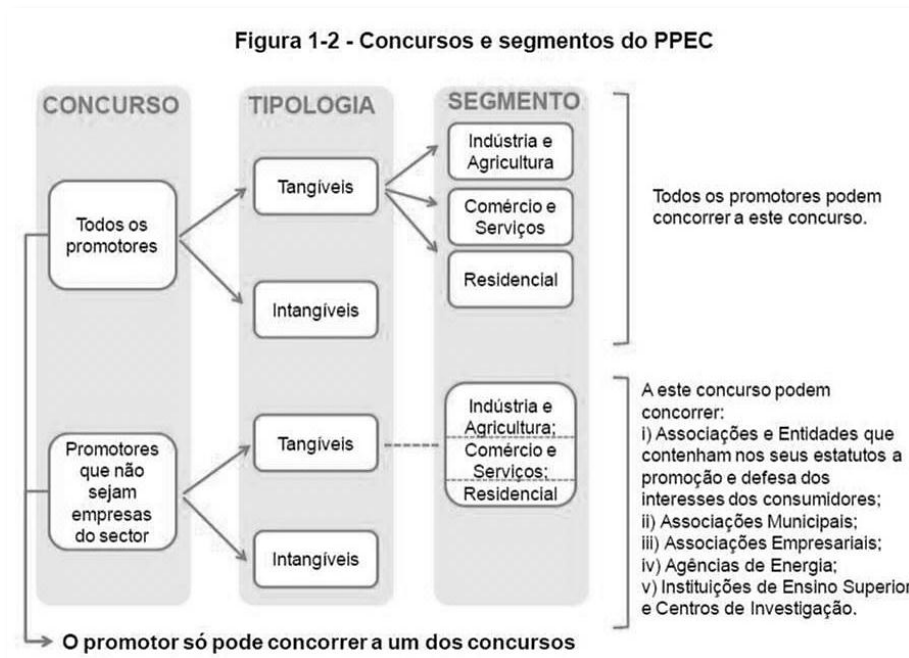 Figura 1-2 - Concursos e segmentos do PPEC
CONCURSO
TIPOLOGIA
SEGMENTO
Todos os
promotores
Tangíveis
Intangíveis
Indústria e
Agricultura
Comércio e
Serviços
Residencial
Todos os promotores podem
concorrer a este concurso.
Promotores
que não
sejam
empresas
do sector
Tangíveis
Intangíveis
Indústria e
Agricultura;
Comércio e
Serviços;
Residencial
A este concurso podem
concorrer:
i) Associações e Entidades que
contenham nos seus estatutos a
promoção e defesa dos
interesses dos consumidores;
ii) Associações Municipais;
iii) Associações Empresariais;
iv) Agências de Energia;
v) Instituições de Ensino Superior
e Centros de Investigação.
O promotor só pode concorrer a um dos concursos